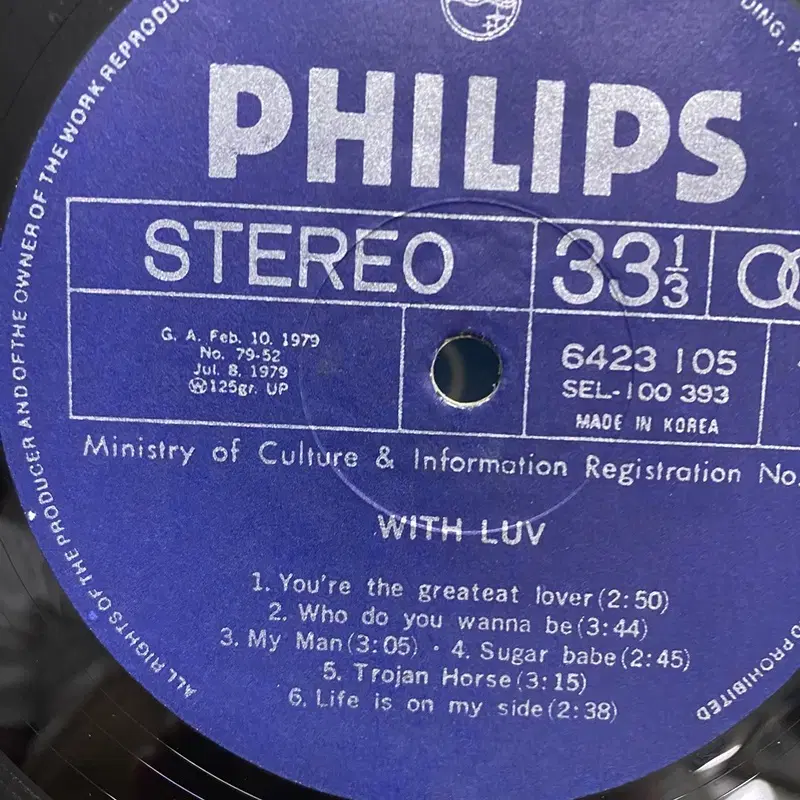 PHILIPS
STEREO
33 1/3
G. A. Feb. 10. 1979
No. 79-52
Jul. 8. 1979
Ⓦ125gr. UP
6423 105
SEL-100 393
MADE IN KOREA
Ministry of Culture & Information Registration No.
WITH LUV
1. You're the greateat lover(2:50)
2. Who do you wanna be(3:44)
3. My Man(3:05) · 4. Sugar babe(2:45)
5. Trojan Horse(3:15)
6. Life is on my side(2:38)
ALL RIGHTS OF THE PRODUCER AND OF THE OWNER OF THE WORK REPRODU
PROHIBITED